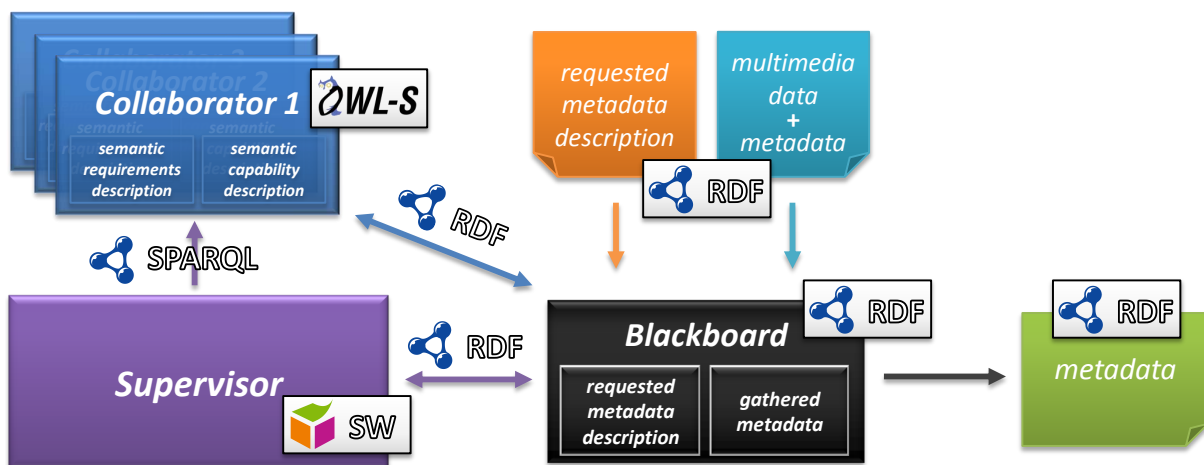 Collaborator 2
Collaborator 1
OWL-S
semantic
requirements
description
semantic
capability
description
requested
metadata
description
multimedia
data
+
metadata
RDF
RDF
SPARQL
Supervisor
SW
RDF
Blackboard
RDF
requested
metadata
description
gathered
metadata
RDF
metadata